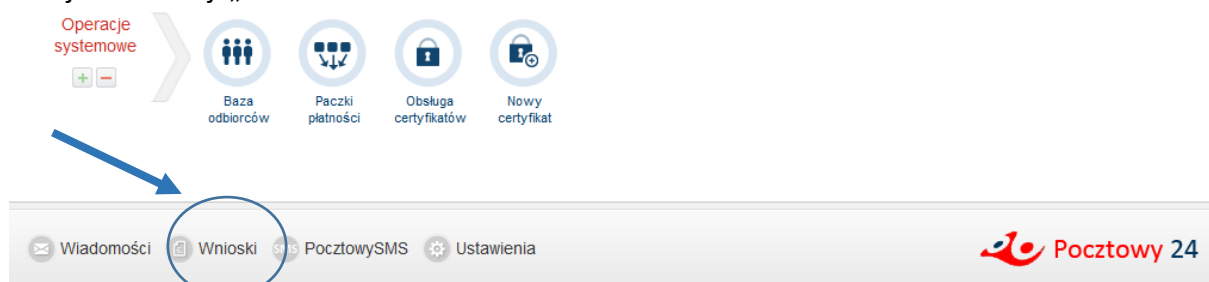 Operacje
systemowe
Baza
odbiorców
Paczki
płatności
Obsługa
certyfikatów
Nowy
certyfikat
Wiadomości Wnioski SMS PocztowySMS Ustawienia
Pocztowy 24